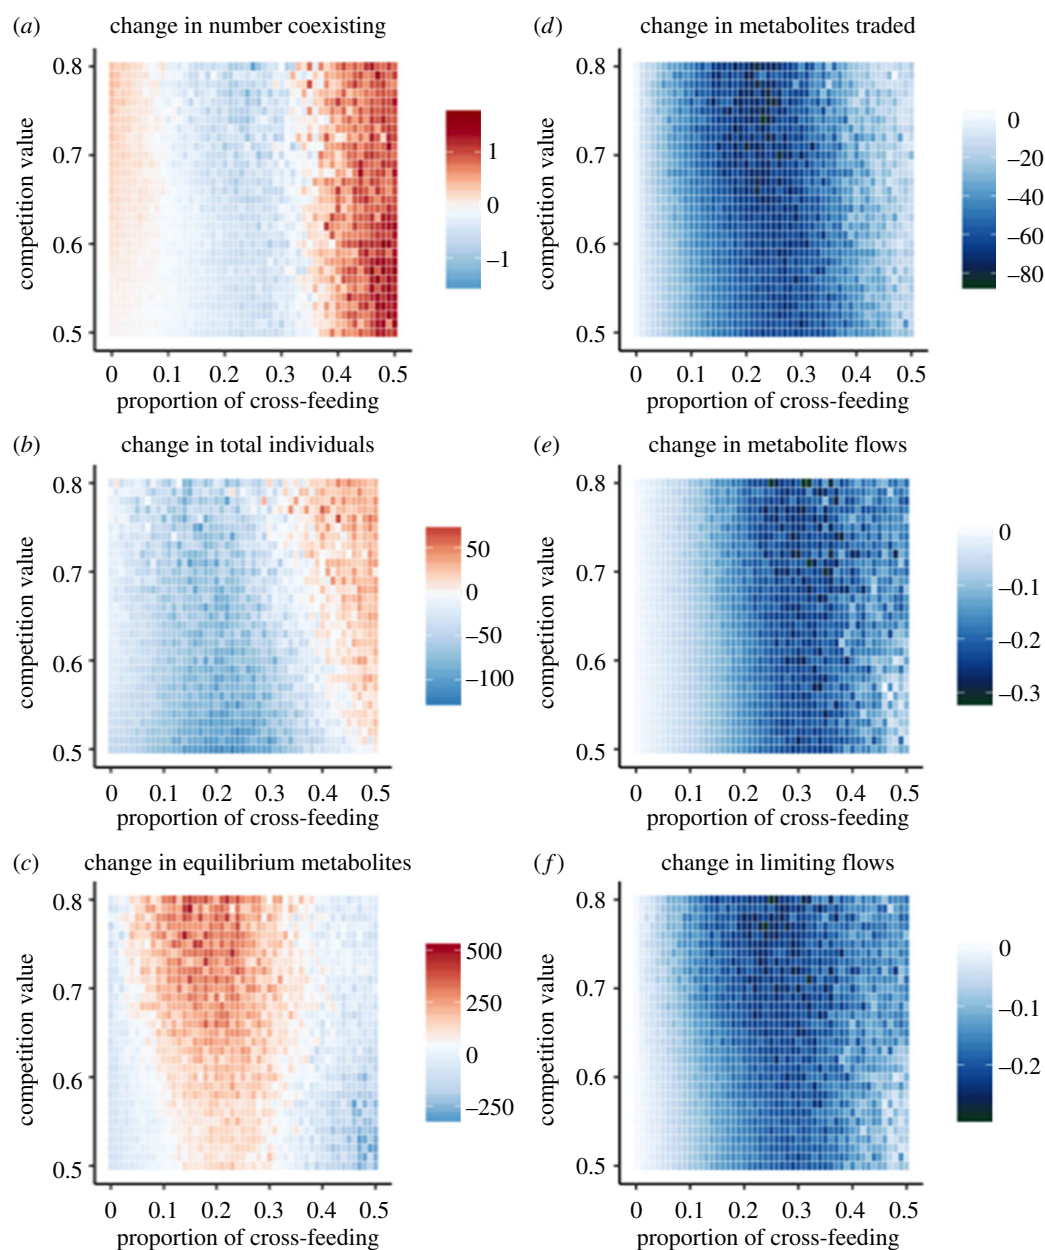 (a) change in number coexisting
competition value
0.8
0.7
0.6
0.5
0 0.1 0.2 0.3 0.4 0.5
proportion of cross-feeding
1
0
–1
(d) change in metabolites traded
competition value
0.8
0.7
0.6
0.5
0 0.1 0.2 0.3 0.4 0.5
proportion of cross-feeding
0
–20
–40
–60
–80
(b) change in total individuals
competition value
0.8
0.7
0.6
0.5
0 0.1 0.2 0.3 0.4 0.5
proportion of cross-feeding
50
0
–50
–100
(e) change in metabolite flows
competition value
0.8
0.7
0.6
0.5
0 0.1 0.2 0.3 0.4 0.5
proportion of cross-feeding
0
–0.1
–0.2
–0.3
(c) change in equilibrium metabolites
competition value
0.8
0.7
0.6
0.5
0 0.1 0.2 0.3 0.4 0.5
proportion of cross-feeding
500
250
0
–250
(f) change in limiting flows
competition value
0.8
0.7
0.6
0.5
0 0.1 0.2 0.3 0.4 0.5
proportion of cross-feeding
0
–0.1
–0.2